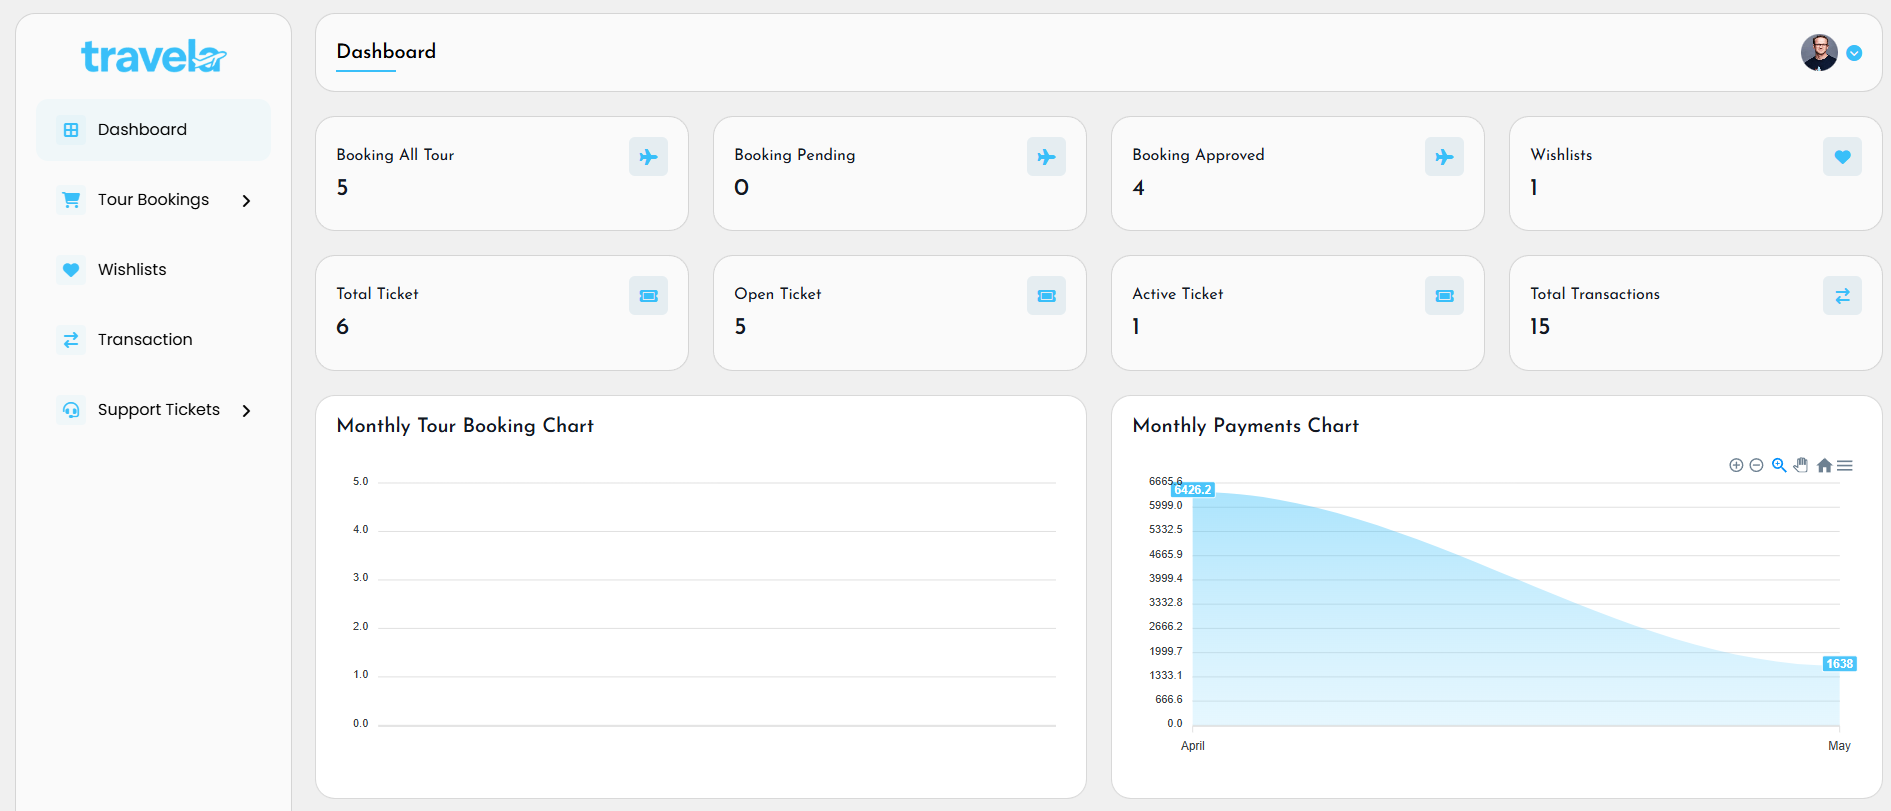 travela
Dashboard
Tour Bookings
Wishlists
Transaction
Support Tickets
Dashboard
Booking All Tour
5
Booking Pending
0
Booking Approved
4
Wishlists
1
Total Ticket
6
Open Ticket
5
Active Ticket
1
Total Transactions
15
Monthly Tour Booking Chart
5.0
4.0
3.0
2.0
1.0
0.0
Monthly Payments Chart
6665.6
6426.2
5999.0
5332.5
4665.9
3999.4
3332.8
2666.2
1999.7
1638
1333.1
666.6
0.0
April
May